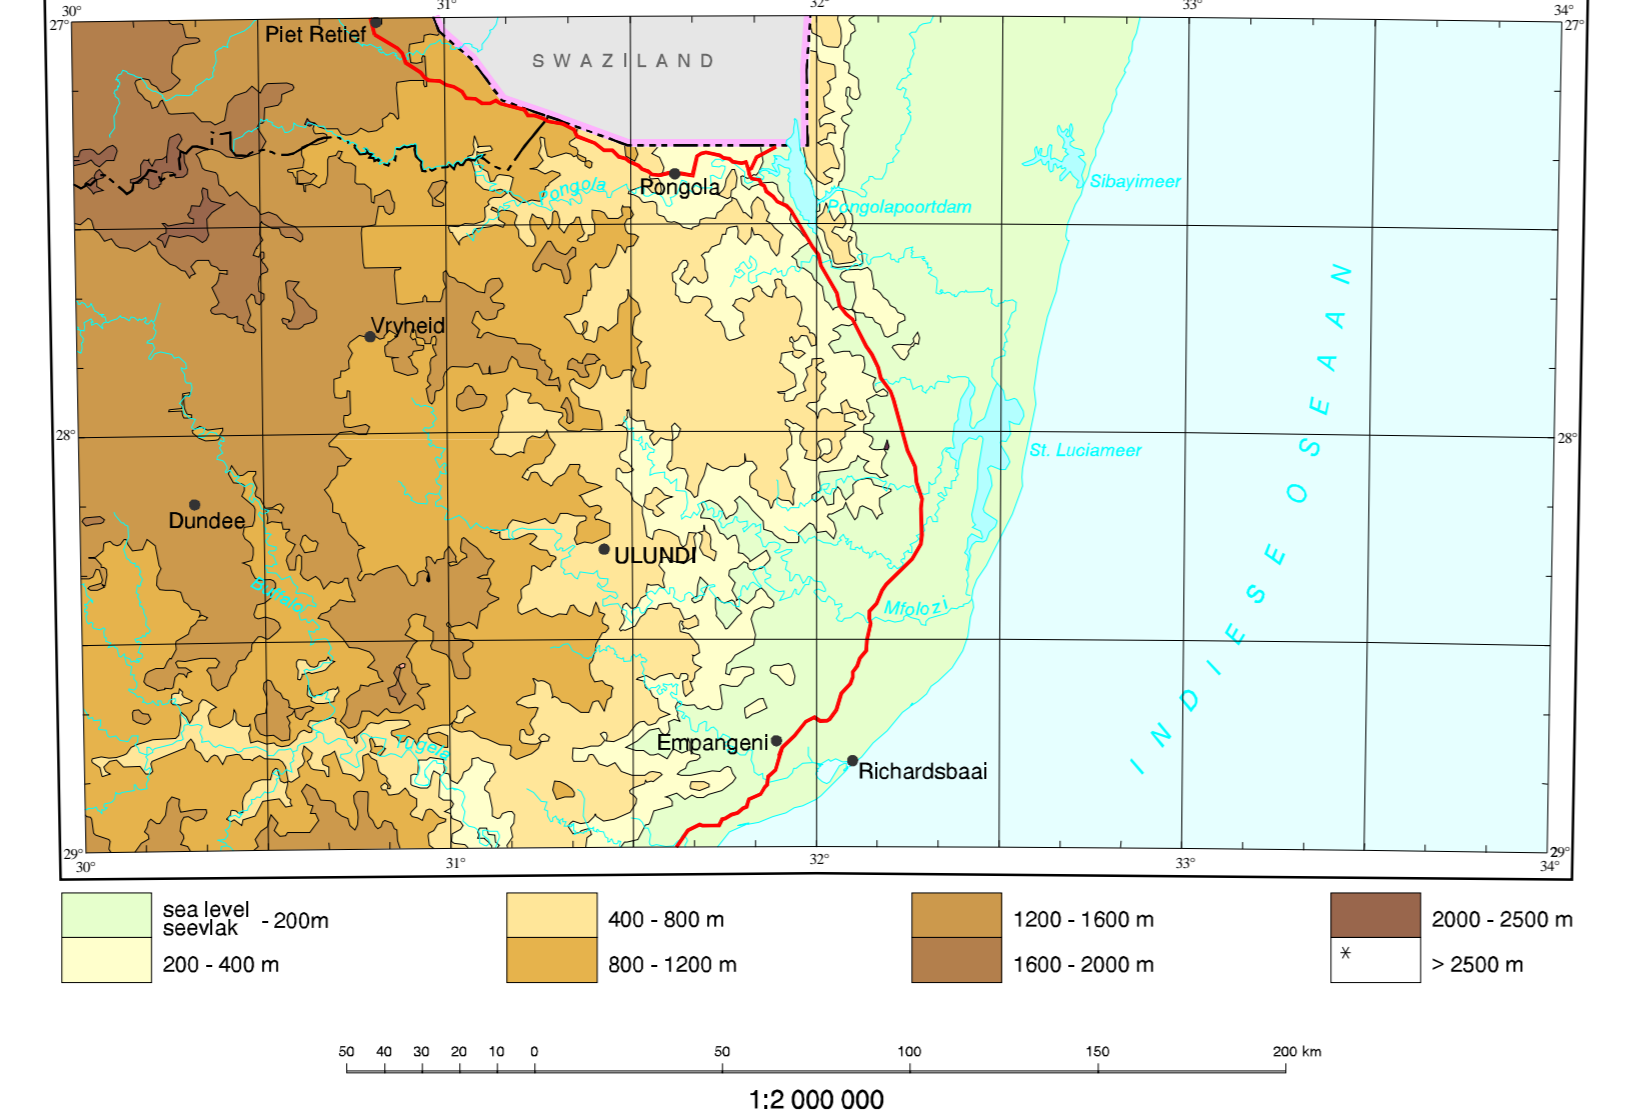 30° 31° 32° 33° 34°
27° 27°
Piet Retief
SWAZILAND
Pongola
Pongola
Sibayimeer
Pongolapoortdam
Vryheid
28° 28°
St. Luciameer
INDIESE OSEAAN
Dundee
ULUNDI
Buffalo
Mfolozi
Tugela
Empangeni
Richardsbaai
29° 29°
30° 31° 32° 33° 34°
sea level
seevlak - 200m
200 - 400 m
400 - 800 m
800 - 1200 m
1200 - 1600 m
1600 - 2000 m
2000 - 2500 m
* > 2500 m
50 40 30 20 10 0 50 100 150 200 km
1:2 000 000